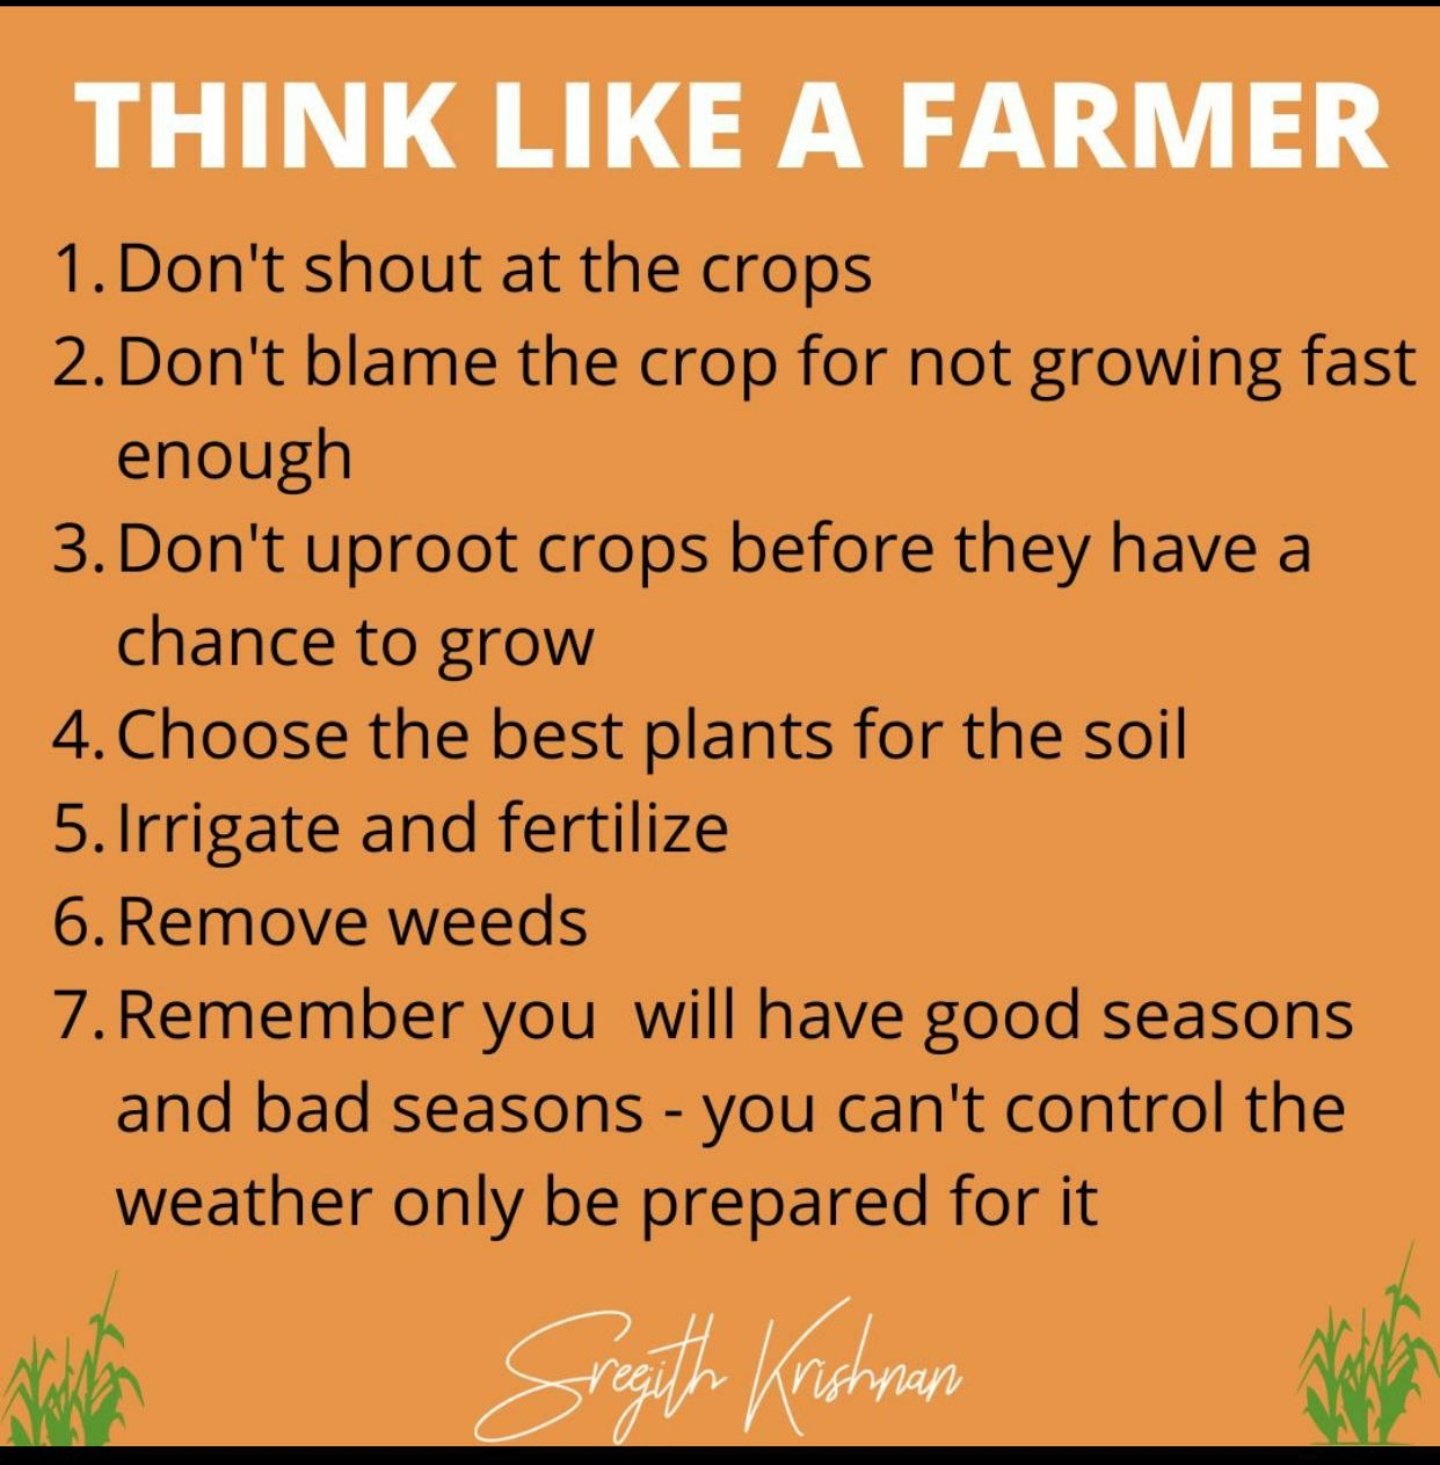 THINK LIKE A FARMER
1. Don't shout at the crops
2. Don't blame the crop for not growing fast
enough
3. Don't uproot crops before they have a
chance to grow
4. Choose the best plants for the soil
5. Irrigate and fertilize
6. Remove weeds
7. Remember you  will have good seasons
and bad seasons - you can't control the
weather only be prepared for it
Sregith Krishnan